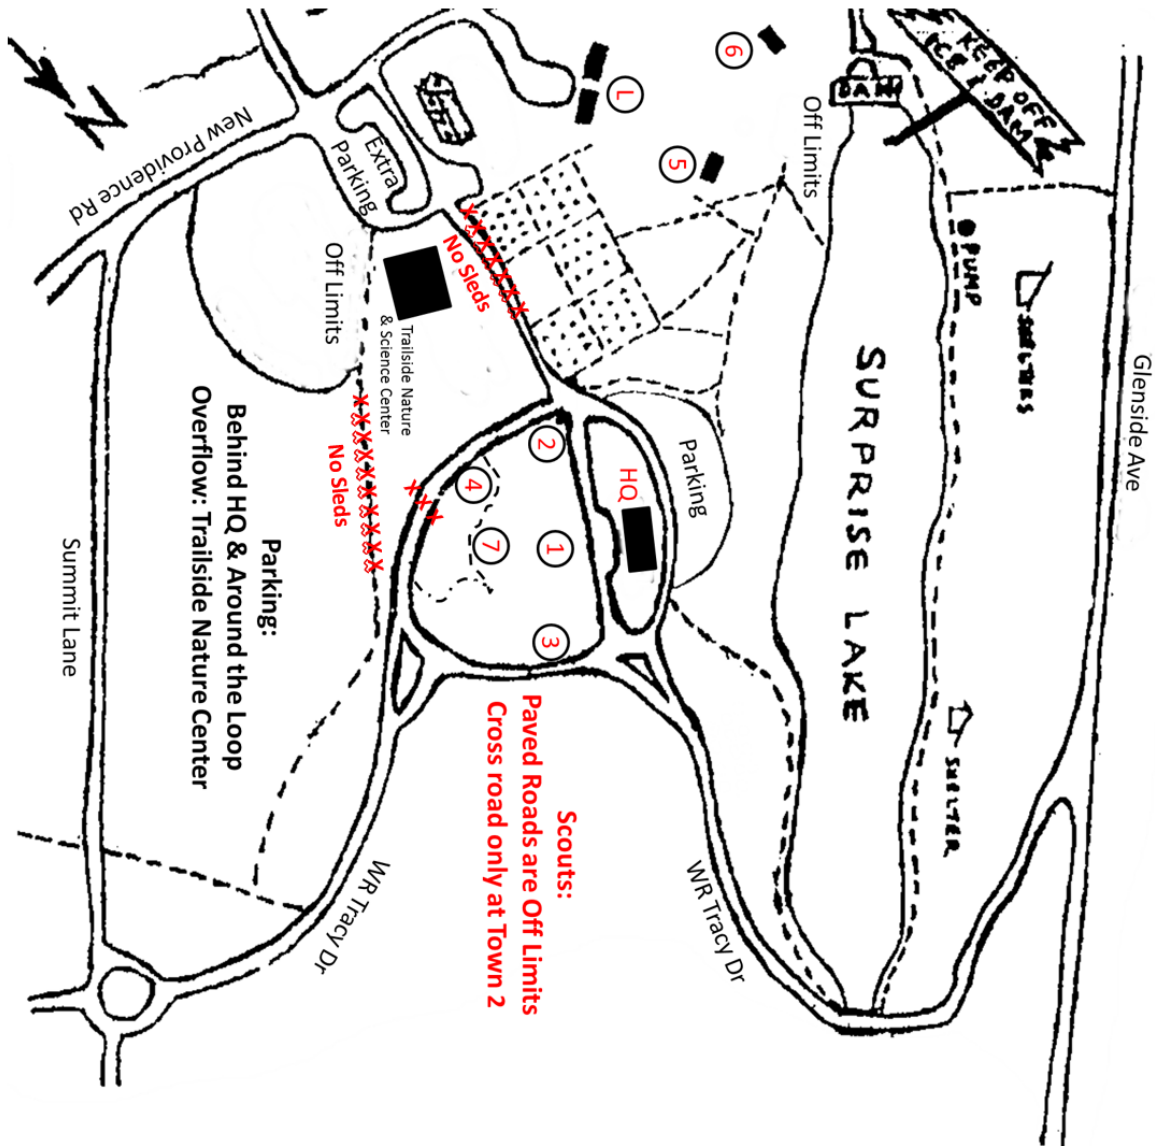 N
New Providence Rd
Extra
Parking
Off Limits
No Sleds
Trailside Nature
& Science Center
No Sleds
L
6
5
Off Limits
DAM
KEEP OFF
ICE & DAM
PUMP
SHELTERS
Glenside Ave
SURPRISE LAKE
SHELTER
Parking
HQ
2
4
7
1
3
Parking:
Behind HQ & Around the Loop
Overflow: Trailside Nature Center
Summit Lane
Scouts:
Paved Roads are Off Limits
Cross road only at Town 2
WR Tracy Dr
WR Tracy Dr